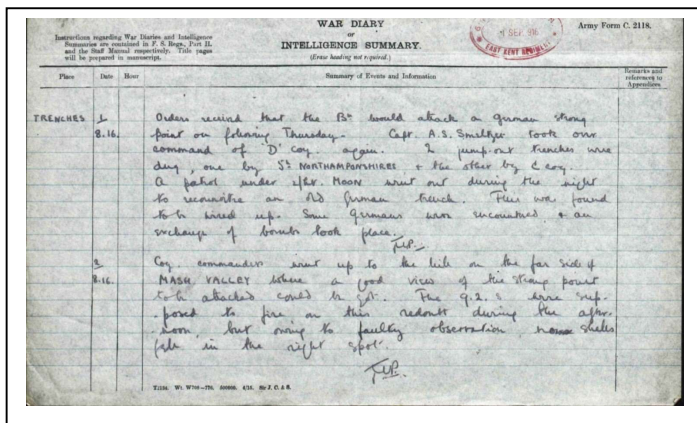 WAR DIARY
or
INTELLIGENCE SUMMARY.
(Erase heading not required.)
Army Form C. 2118.
Instructions regarding War Diaries and Intelligence
Summaries are contained in F. S. Regs., Part II.
and the Staff Manual respectively. Title pages
will be prepared in manuscript.
SEP. 1916
EAST KENT REGIMENT
Place Date Hour Summary of Events and Information Remarks and
references to
Appendices
TRENCHES 1 Orders received that the Bn would attack a German strong
8.16. point on following Thursday. Capt. A.S. Smeltzer took over
command of 'D' Coy. again. 2 jump-out trenches were
dug, one by 5th NORTHAMPTONSHIRES & the other by C coy.
A patrol under 2/Lt. MOON went out during the night
to reconnoitre an old German trench. This was found
to be wired up. Some Germans were encountered & an
exchange of bombs took place.
2 Coy. commanders went up to the hill on the far side of
8.16. MASH VALLEY where a good view of the strong point
to be attacked could be got. The 9.2.s were sup-
-posed to fire on this redoubt during the after-
-noon but owing to faulty observation shells
fell in the right spot.
4/15. Sir J. C. & S.